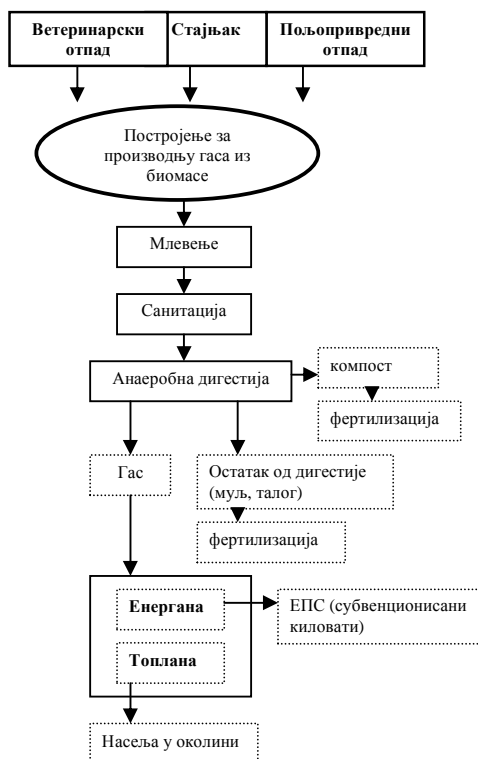 Ветеринарски
отпад
Стајњак
Пољопривредни
отпад
Постројење за
производњу гаса из
биомасе
Млевење
Санитација
Анаеробна дигестија
компост
фертилизација
Гас
Остатак од дигестије
(муљ, талог)
фертилизација
Енергана
ЕПС (субвенционисани
киловати)
Топлана
Насеља у околини